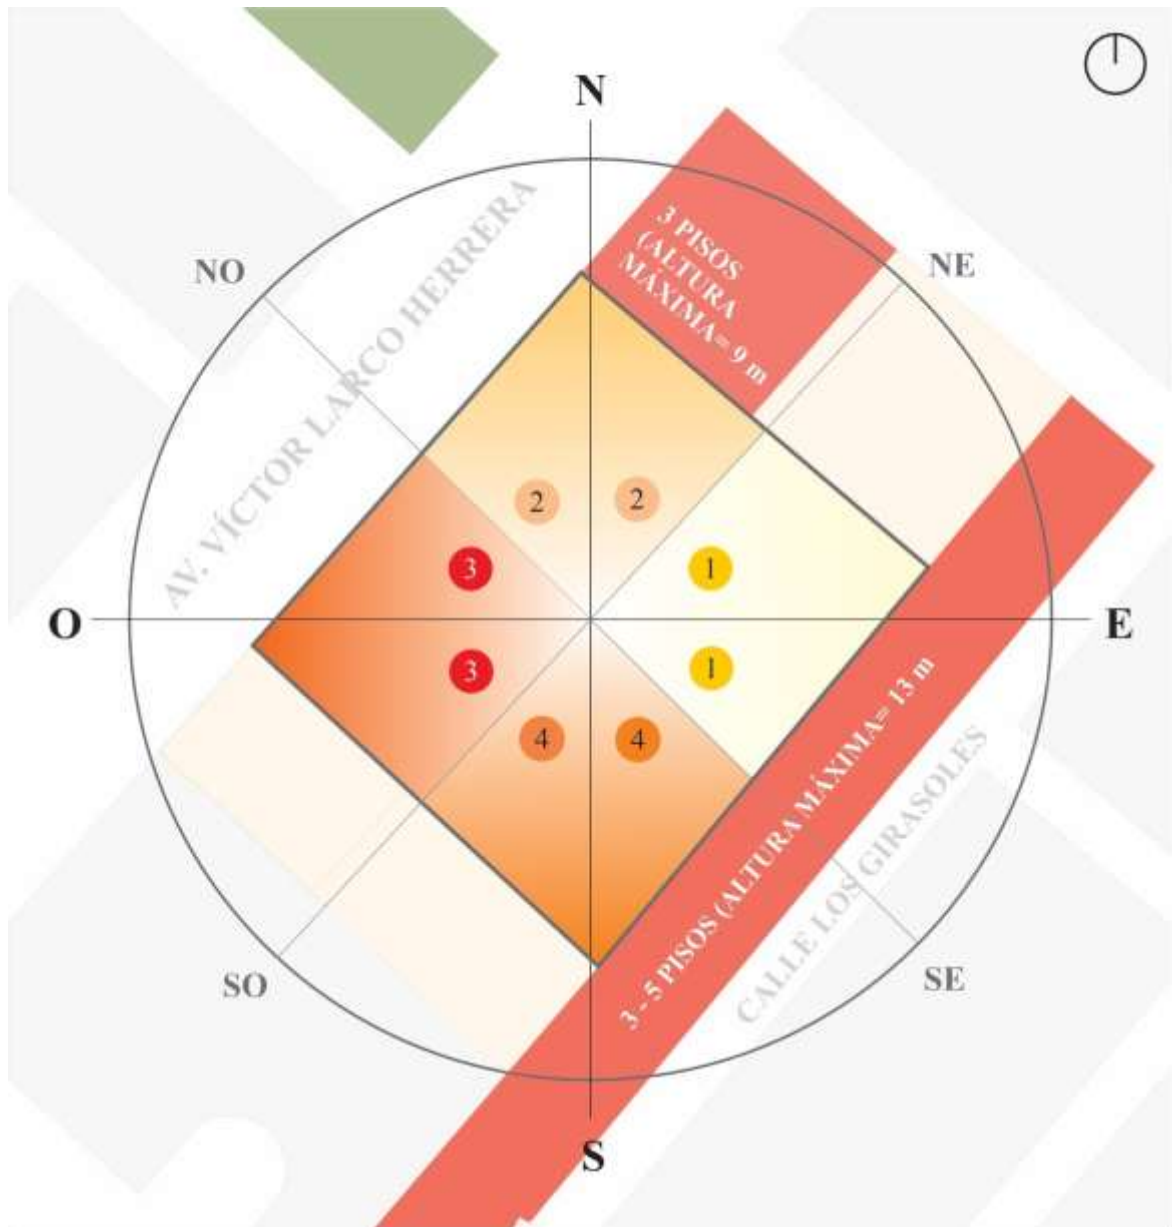 N
NO
NE
AV. VÍCTOR LARCO HERRERA
3 PISOS
(ALTURA
MÁXIMA= 9 m
2
2
3
1
O
E
3
1
4
4
3 - 5 PISOS (ALTURA MÁXIMA= 13 m
CALLE LOS GIRASOLES
SO
SE
S